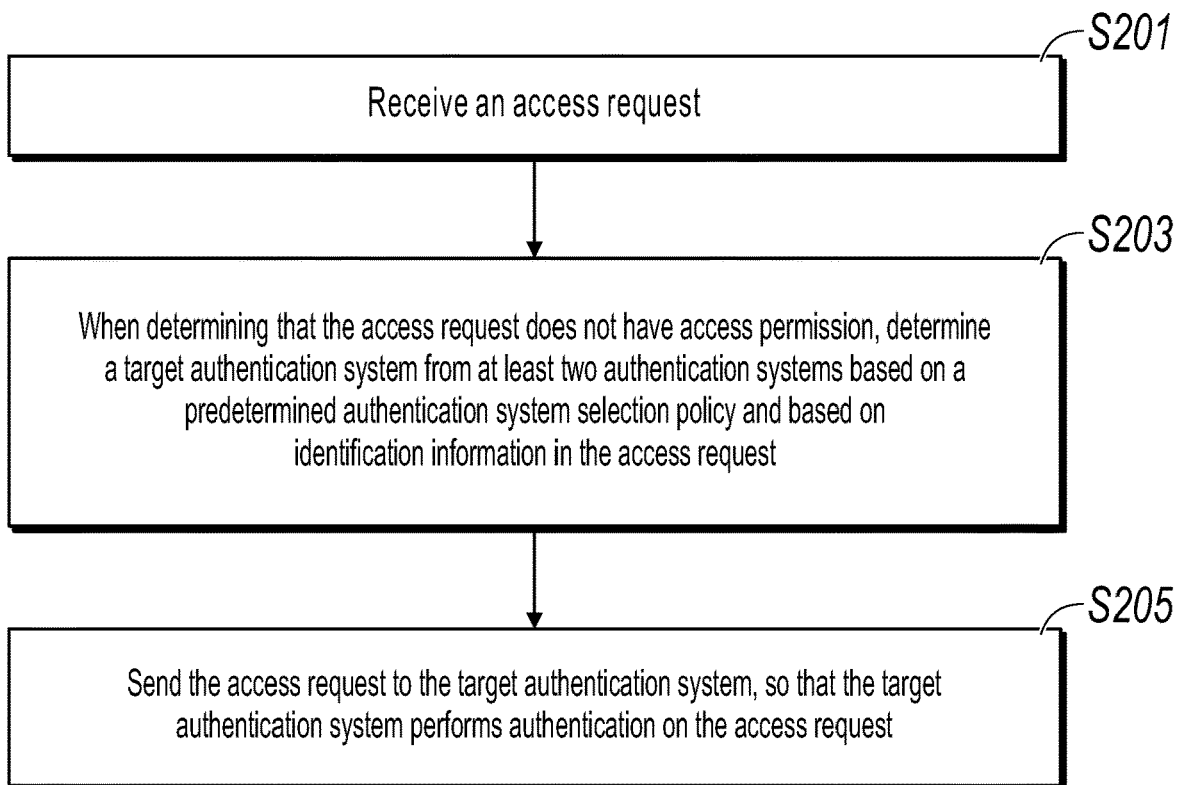 S201
Receive an access request
S203
When determining that the access request does not have access permission, determine
a target authentication system from at least two authentication systems based on a
predetermined authentication system selection policy and based on
identification information in the access request
S205
Send the access request to the target authentication system, so that the target
authentication system performs authentication on the access request